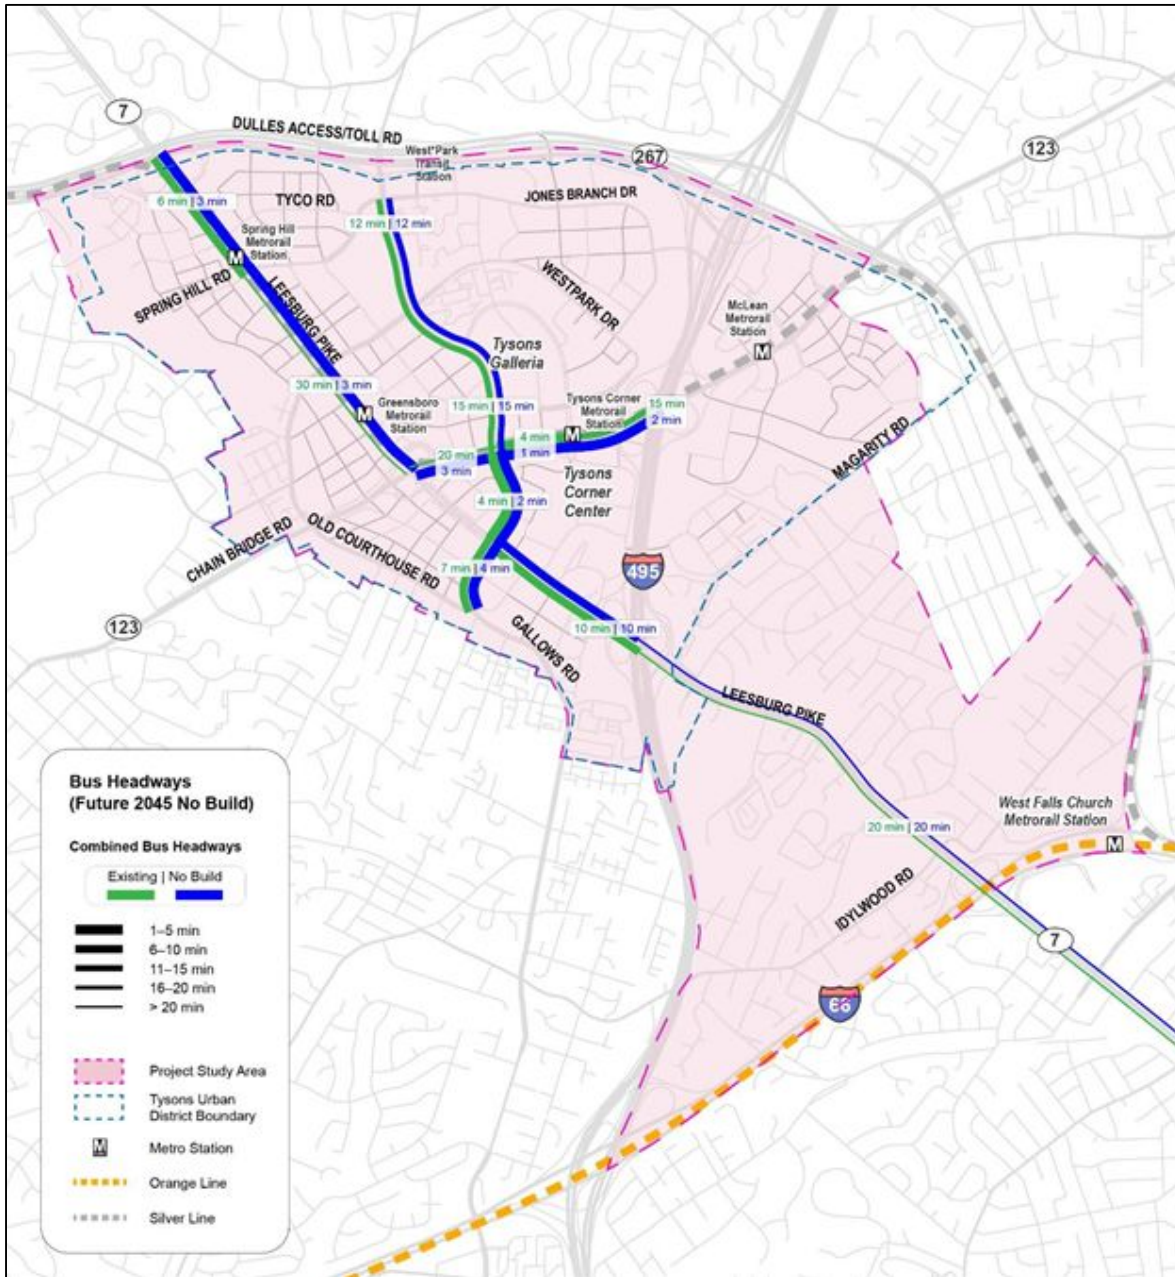 7
DULLES ACCESS/TOLL RD
West*Park
Transit
Station
267
123
6 min | 3 min
TYCO RD
JONES BRANCH DR
12 min | 12 min
Spring Hill
Metrorail
Station
M
SPRING HILL RD
LEESBURG PIKE
WESTPARK DR
McLean
Metrorail
Station
M
Tysons
Galleria
30 min | 3 min
M
Greensboro
Metrorail
Station
15 min | 15 min
Tysons Corner
Metrorail
Station
M
15 min
2 min
4 min
1 min
20 min
3 min
MAGARITY RD
Tysons
Corner
Center
4 min | 2 min
CHAIN BRIDGE RD
OLD COURTHOUSE RD
7 min | 4 min
495
123
GALLOWS RD
10 min | 10 min
LEESBURG PIKE
West Falls Church
Metrorail Station
M
20 min | 20 min
IDYLWOOD RD
7
66
Bus Headways
(Future 2045 No Build)
Combined Bus Headways
Existing | No Build
1–5 min
6–10 min
11–15 min
16–20 min
> 20 min
Project Study Area
Tysons Urban
District Boundary
M
Metro Station
Orange Line
Silver Line